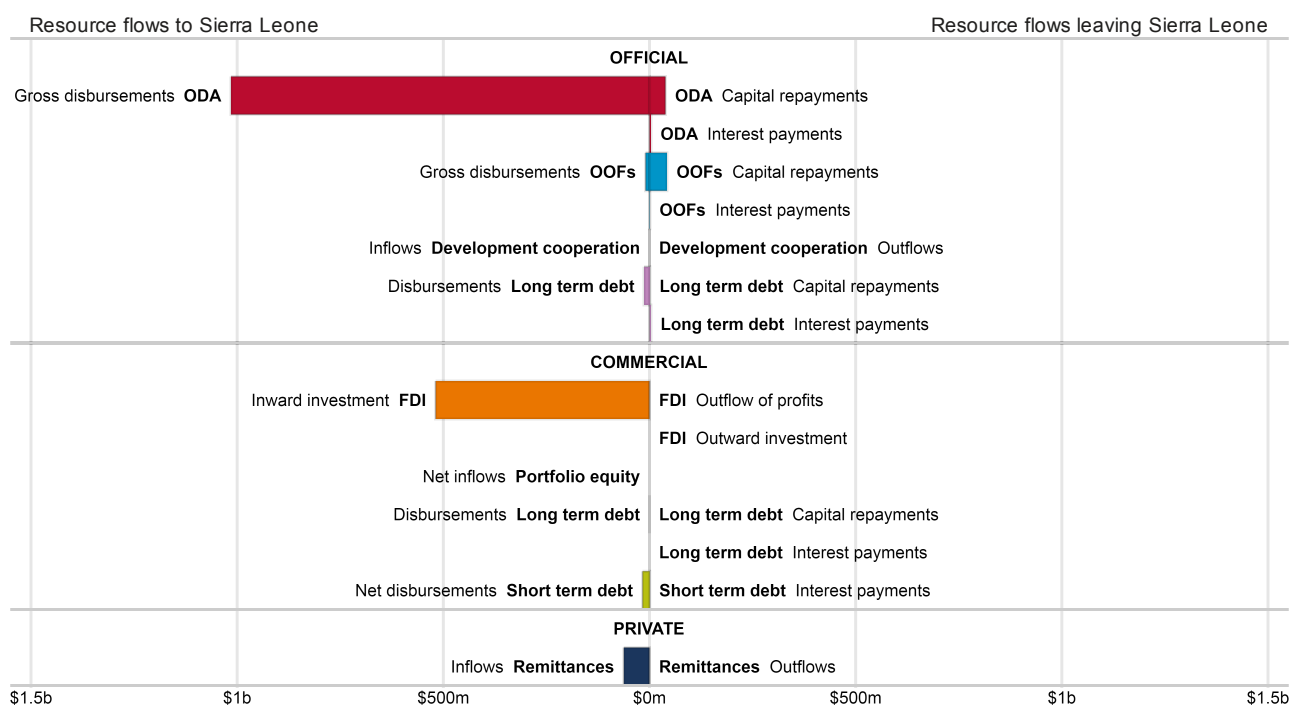 Resource flows to Sierra Leone Resource flows leaving Sierra Leone
OFFICIAL
Gross disbursements ODA ODA Capital repayments
ODA Interest payments
Gross disbursements OOFs OOFs Capital repayments
OOFs Interest payments
Inflows Development cooperation Development cooperation Outflows
Disbursements Long term debt Long term debt Capital repayments
Long term debt Interest payments
COMMERCIAL
Inward investment FDI FDI Outflow of profits
FDI Outward investment
Net inflows Portfolio equity
Disbursements Long term debt Long term debt Capital repayments
Long term debt Interest payments
Net disbursements Short term debt Short term debt Interest payments
PRIVATE
Inflows Remittances Remittances Outflows
$1.5b $1b $500m $0m $500m $1b $1.5b